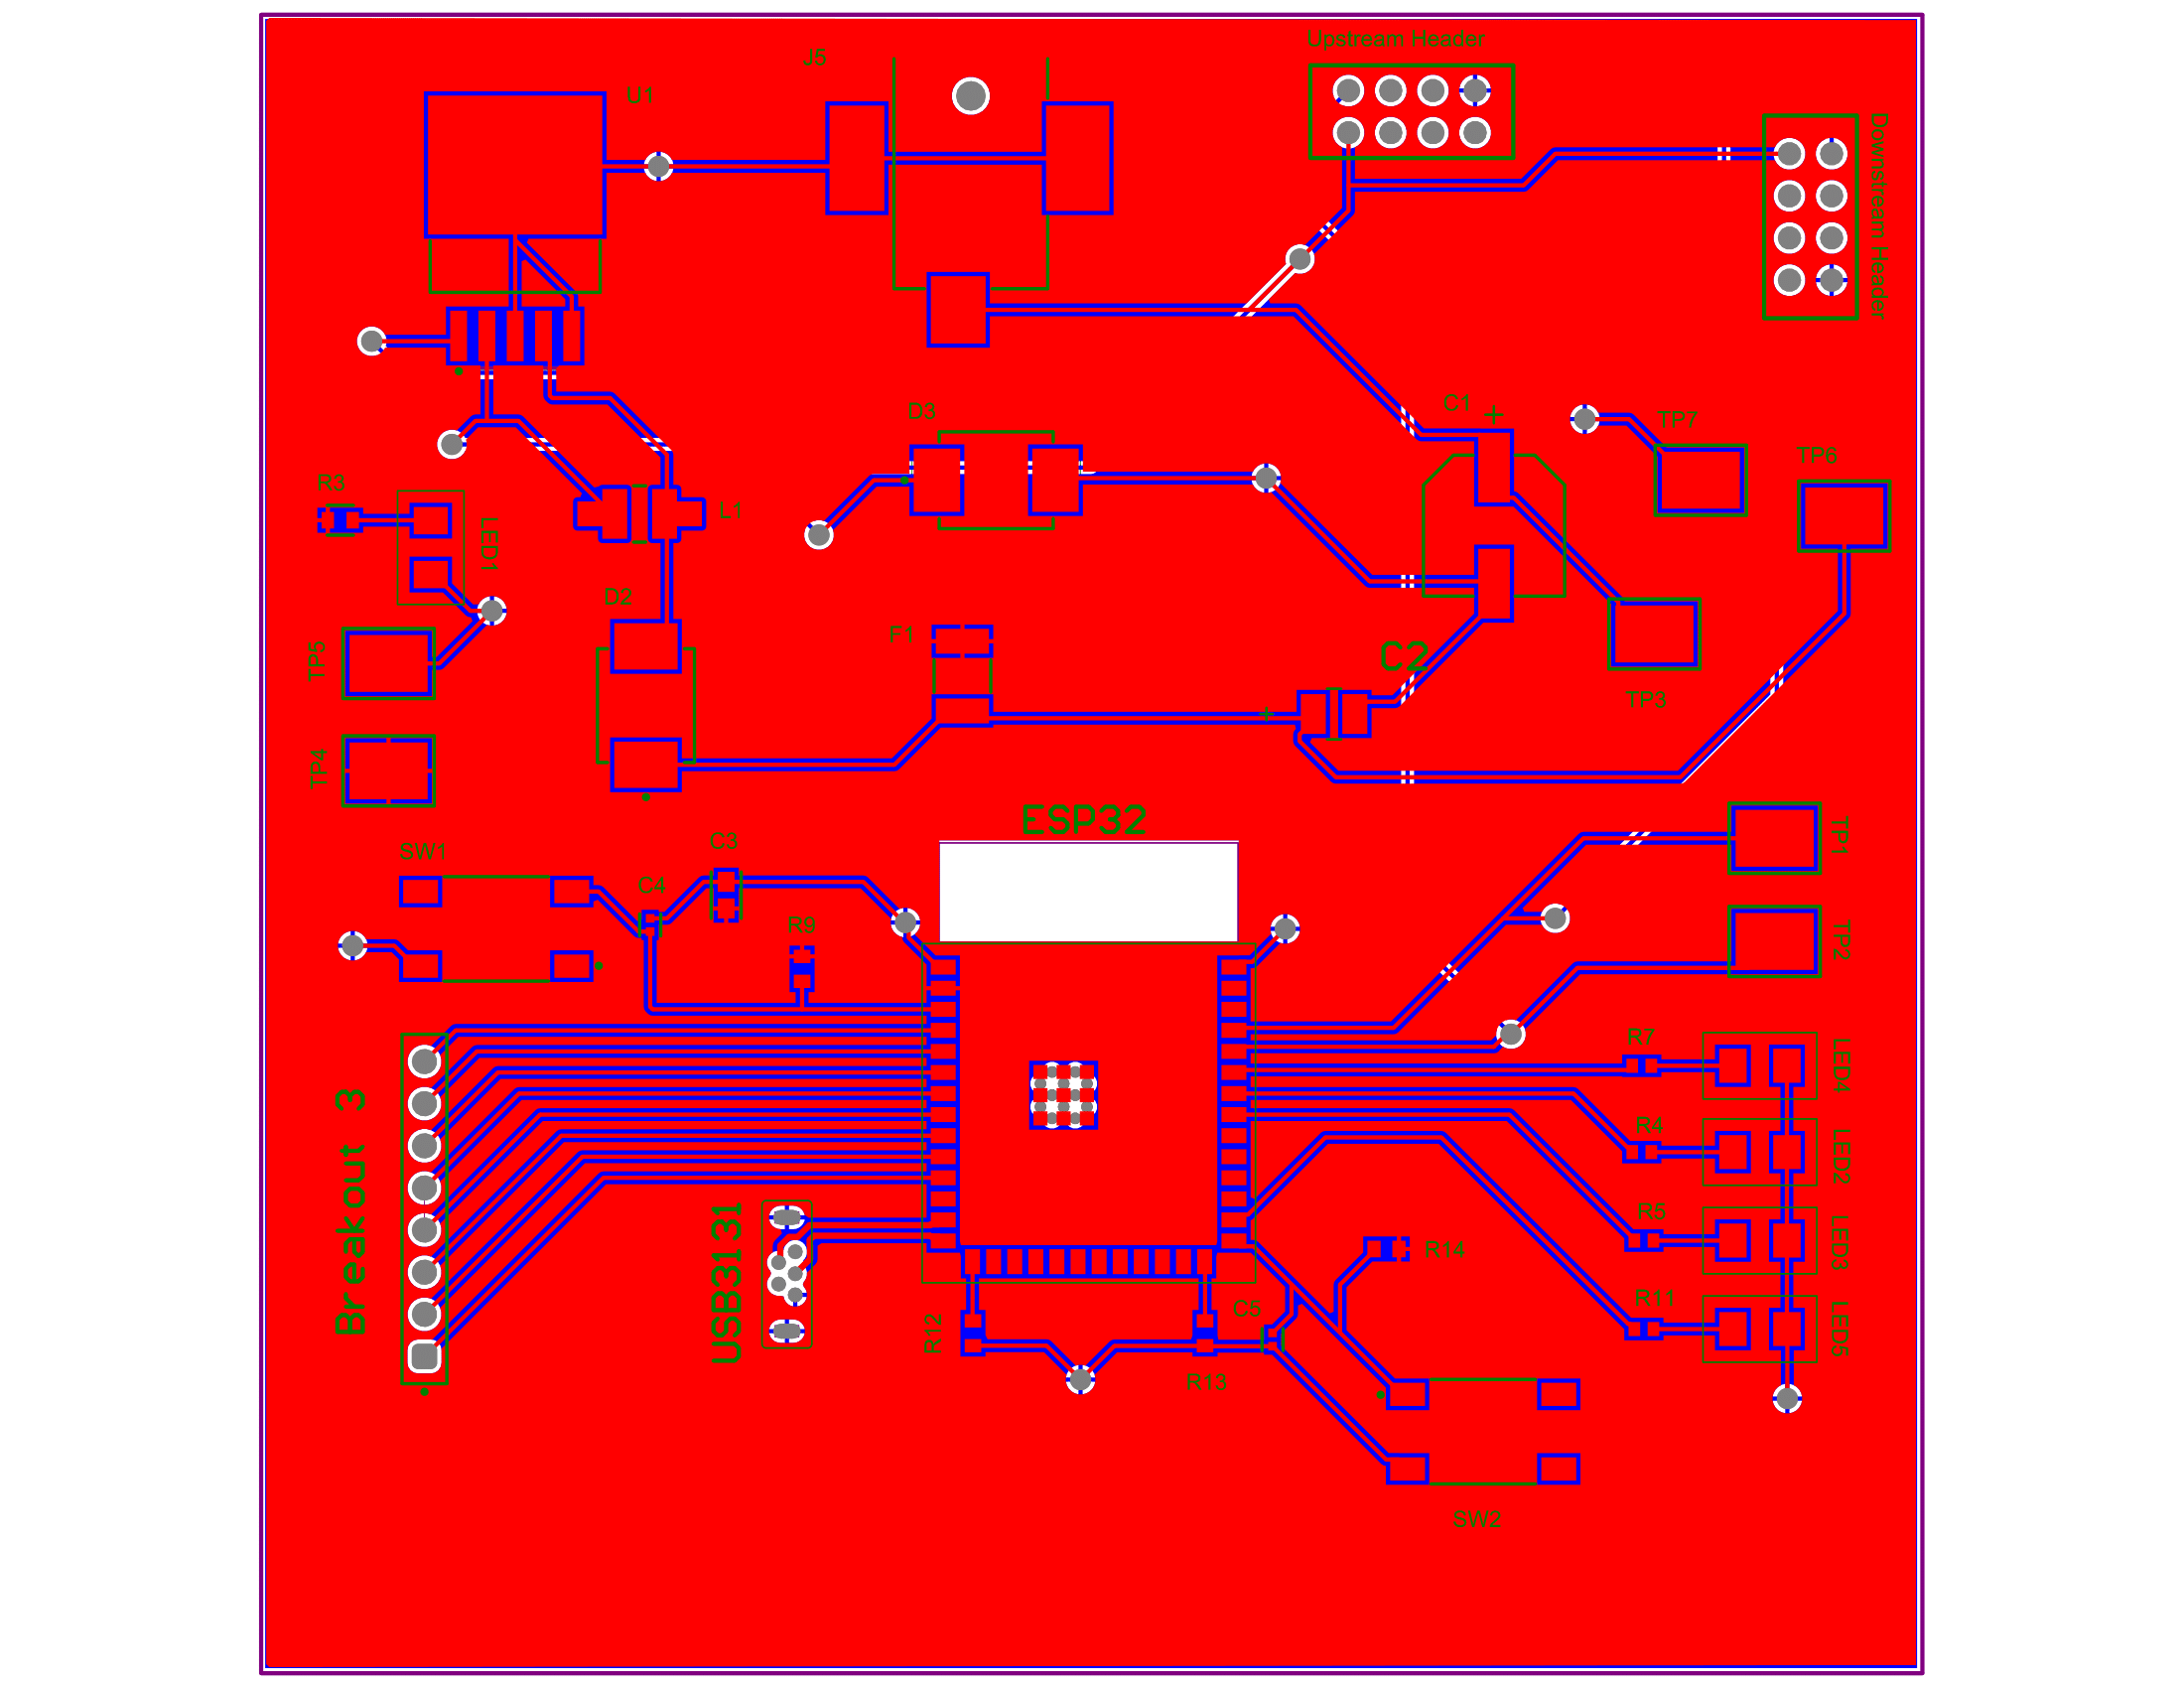 Upstream Header
J5
U1
Downstream Header
D3
C1
+
TP7
TP6
R3
L1
LED1
D2
F1
C2
TP5
TP3
+
TP4
ESP32
TP1
C3
SW1
C4
R9
TP2
R7
LED4
Breakout 3
R4
LED2
R5
LED3
USB3131
R14
R11
C5
R12
LED5
R13
SW2